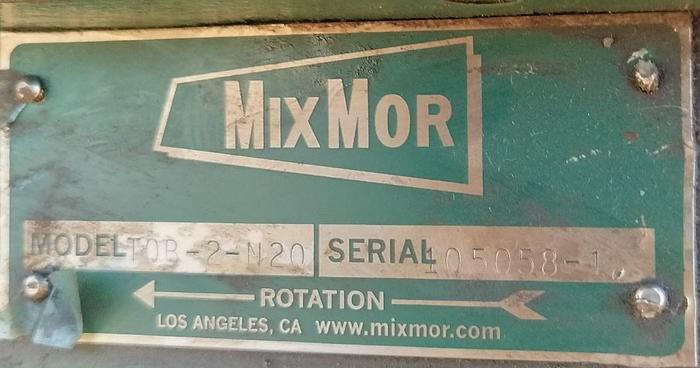 MIXMOR
MODEL TOB-2-N20 SERIAL 105058-1
ROTATION
LOS ANGELES, CA www.mixmor.com